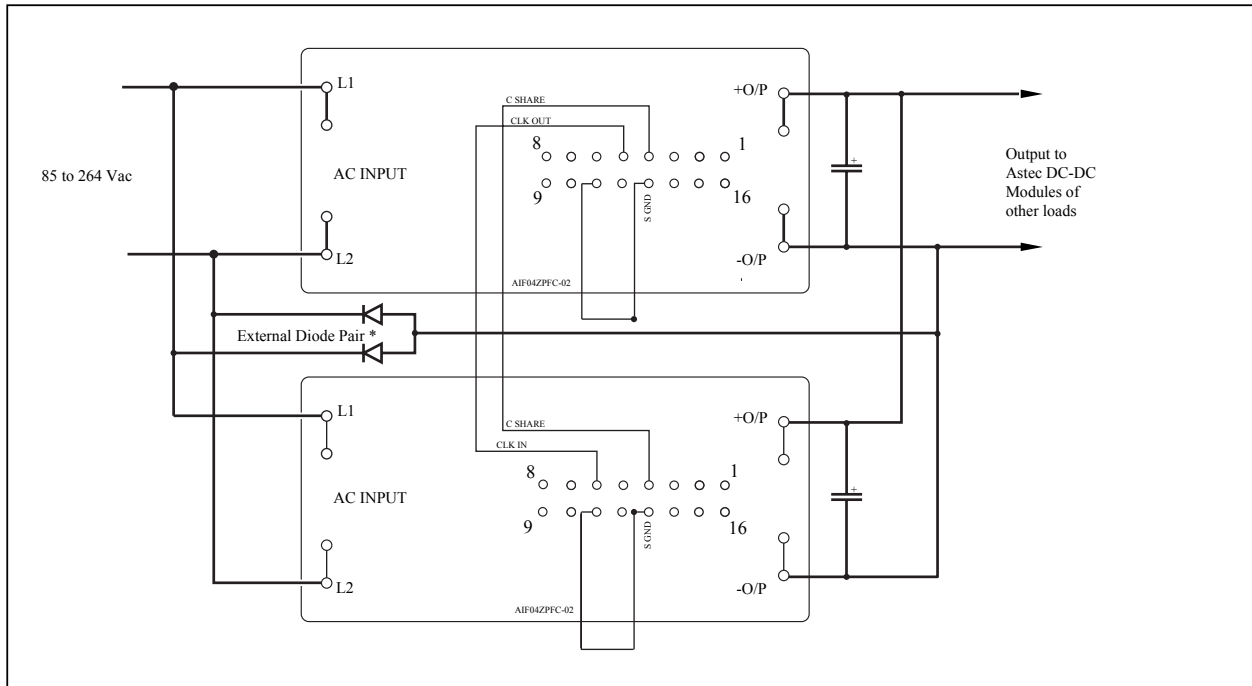 L1
+O/P
C SHARE
CLK OUT
8
1
85 to 264 Vac
AC INPUT
Output to
Astec DC-DC
Modules of
other loads
9
S GND
16
L2
-O/P
AIF04ZPFC-02
External Diode Pair *
L1
+O/P
C SHARE
CLK IN
8
1
AC INPUT
9
S GND
16
L2
-O/P
AIF04ZPFC-02
+
+